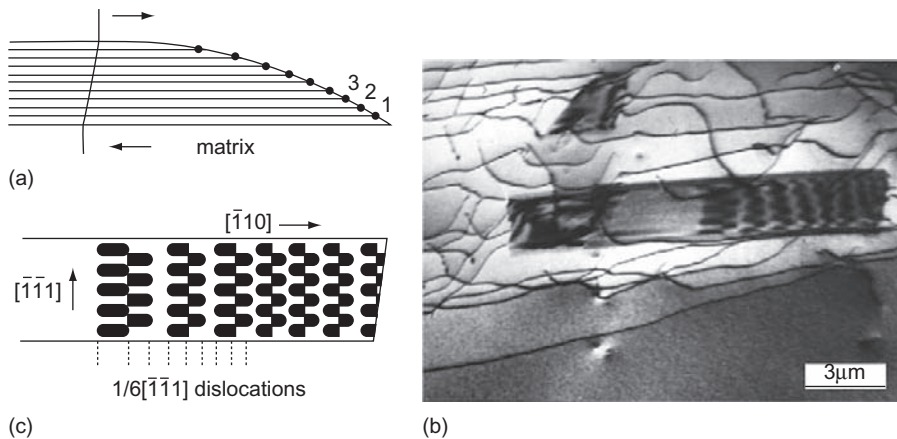 3
2
1
matrix
(a)
[1̄10]
[1̄1̄1]
1/6[1̄1̄1] dislocations
(c)
3μm
(b)